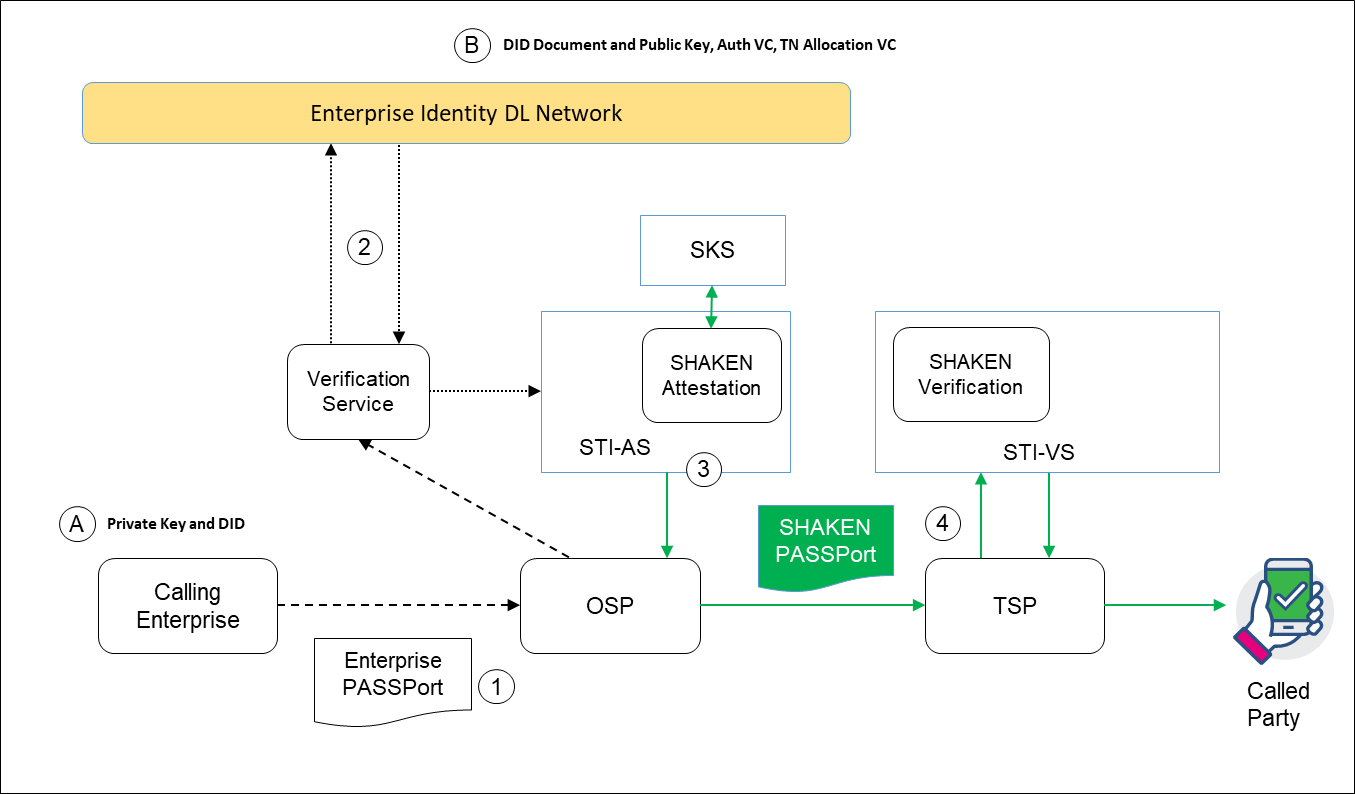 B DID Document and Public Key, Auth VC, TN Allocation VC
Enterprise Identity DL Network
2
SKS
Verification
Service
SHAKEN
Attestation
STI-AS
3
SHAKEN
Verification
STI-VS
A Private Key and DID
SHAKEN
PASSPort
4
Calling
Enterprise
OSP
TSP
Enterprise
PASSPort
1
Called
Party